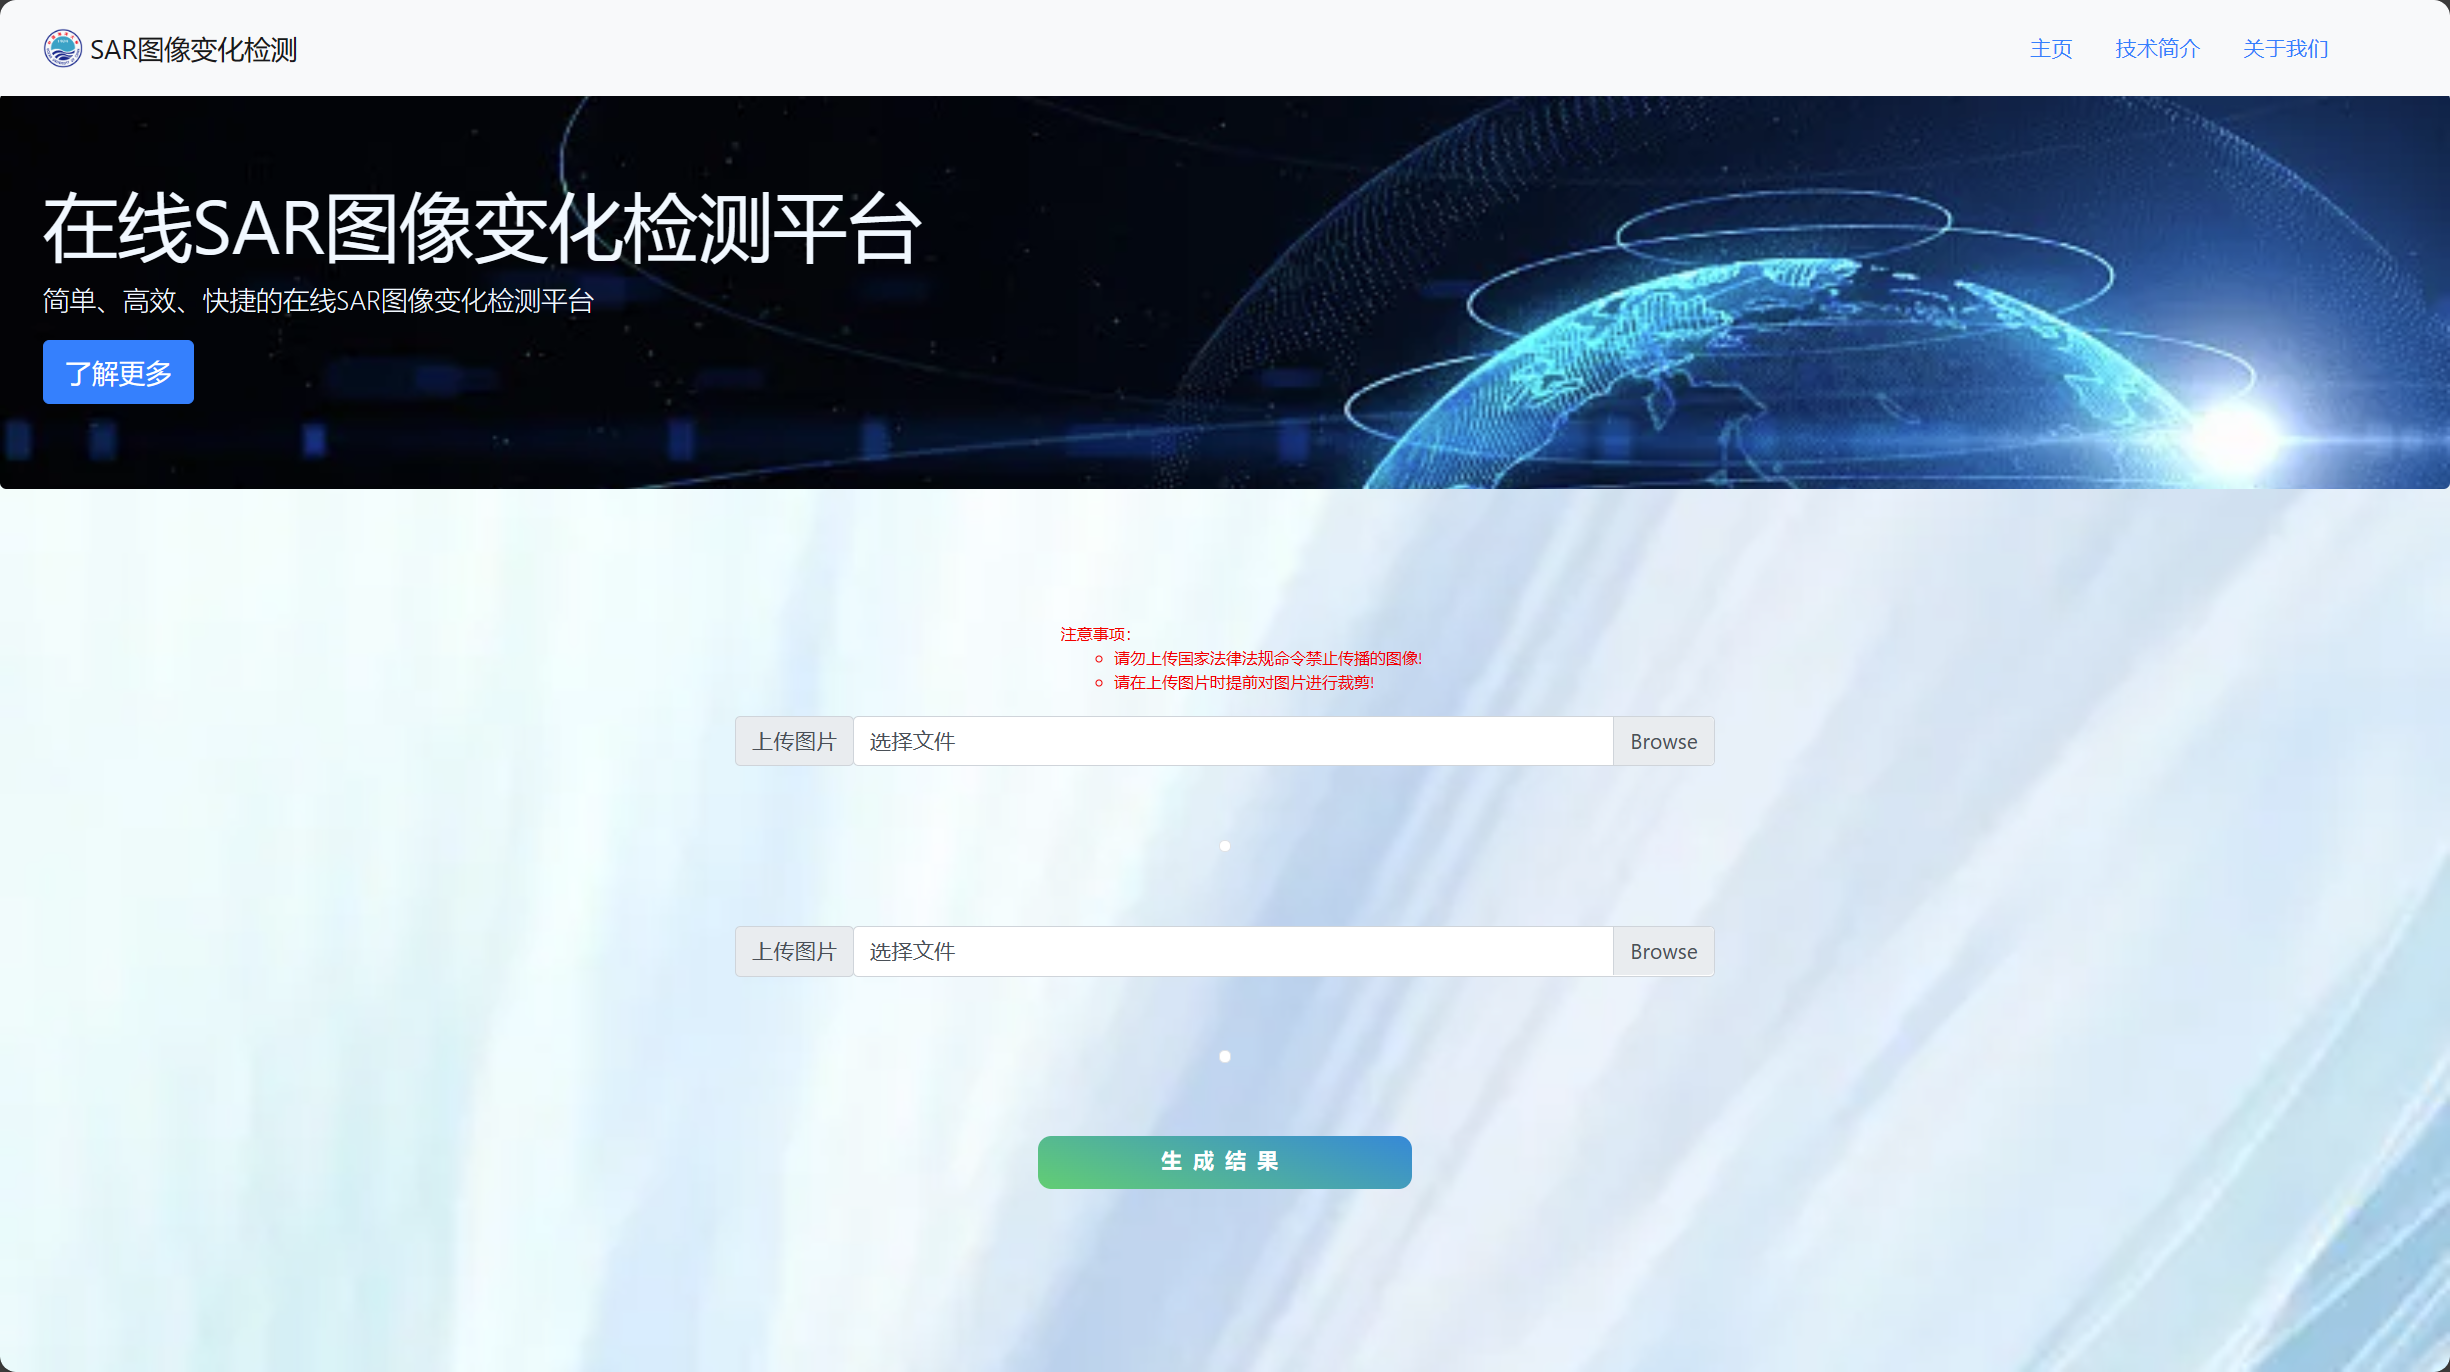 SAR图像变化检测
主页
技术简介
关于我们
在线SAR图像变化检测平台
简单、高效、快捷的在线SAR图像变化检测平台
了解更多
注意事项：
请勿上传国家法律法规命令禁止传播的图像!
请在上传图片时提前对图片进行裁剪!
上传图片 选择文件 Browse
上传图片 选择文件 Browse
生成结果